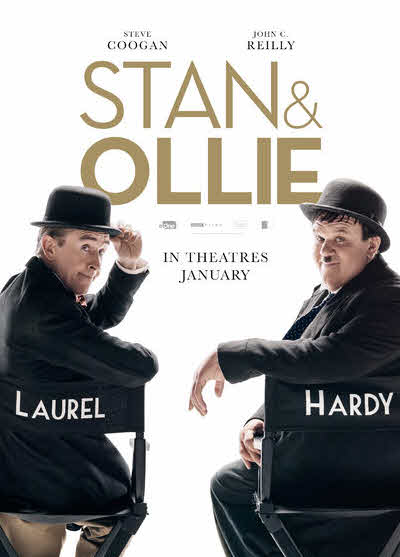 STEVE
COOGAN
JOHN C.
REILLY
STAN&
OLLIE
IN THEATRES
JANUARY
LAUREL
HARDY